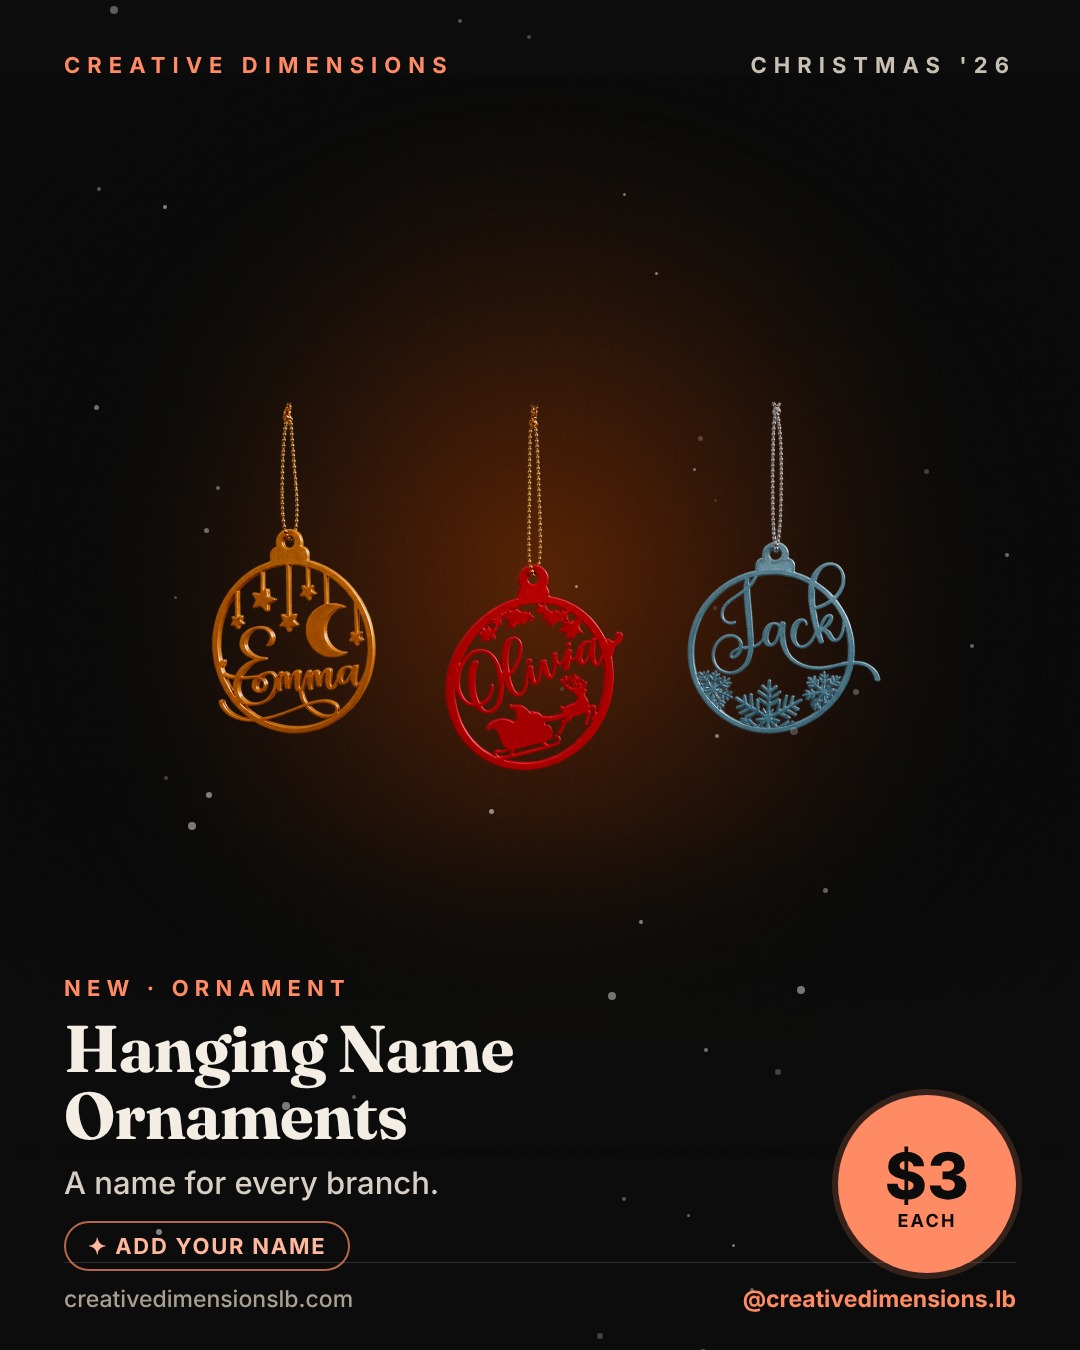 CREATIVE DIMENSIONS
CHRISTMAS '26
Emma
Olivia
Jack
NEW · ORNAMENT
Hanging Name
Ornaments
A name for every branch.
✦ ADD YOUR NAME
$3
EACH
creativedimensionslb.com
@creativedimensions.lb